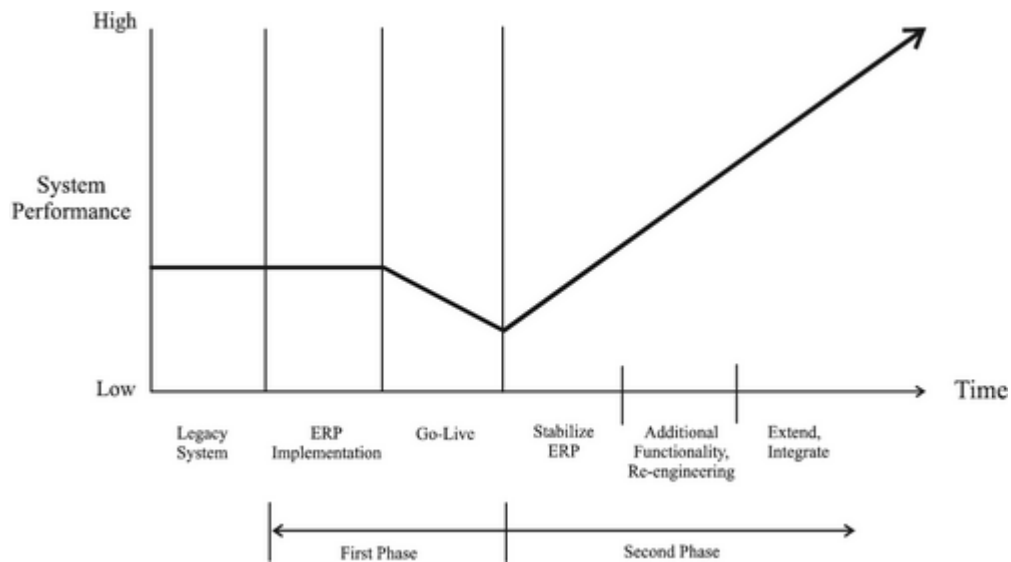 High
System
Performance
Low
Time
Legacy
System
ERP
Implementation
Go-Live
Stabilize
ERP
Additional
Functionality,
Re-engineering
Extend,
Integrate
First Phase
Second Phase